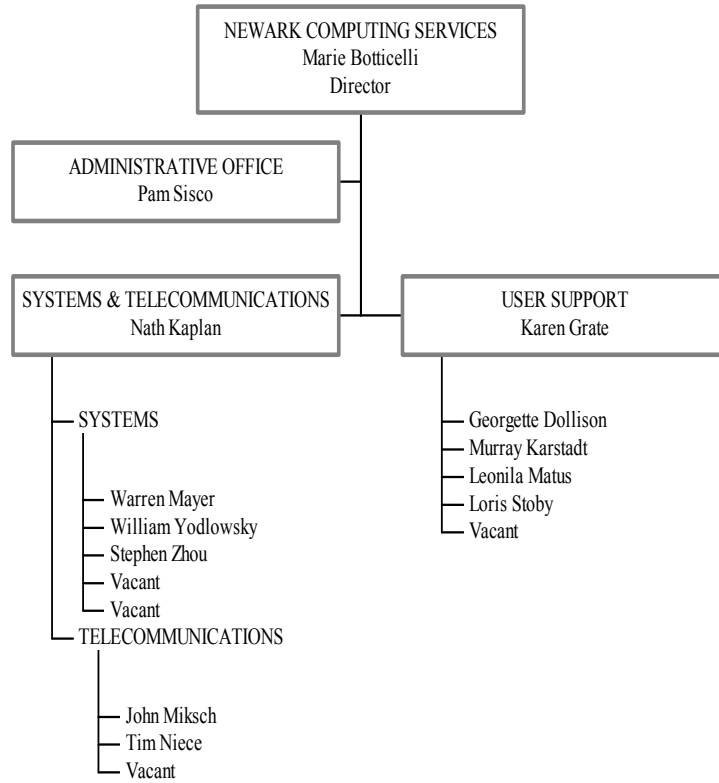 NEWARK COMPUTING SERVICES
Marie Botticelli
Director
ADMINISTRATIVE OFFICE
Pam Sisco
SYSTEMS & TELECOMMUNICATIONS
Nath Kaplan
USER SUPPORT
Karen Grate
SYSTEMS
Warren Mayer
William Yodlowsky
Stephen Zhou
Vacant
Vacant
TELECOMMUNICATIONS
John Miksch
Tim Niece
Vacant
Georgette Dollison
Murray Karstadt
Leonila Matus
Loris Stoby
Vacant